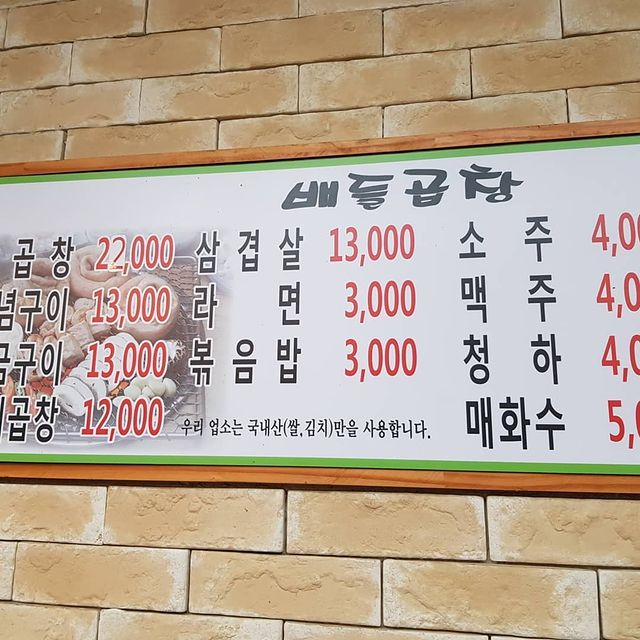 배들곱창
곱창 22,000 삼겹살 13,000 소주 4,00
념구이 13,000 라면 3,000 맥주 4,0
금구이 13,000 볶음밥 3,000 청하 4,0
곱창 12,000 매화수 5,0
우리 업소는 국내산(쌀,김치)만을 사용합니다.